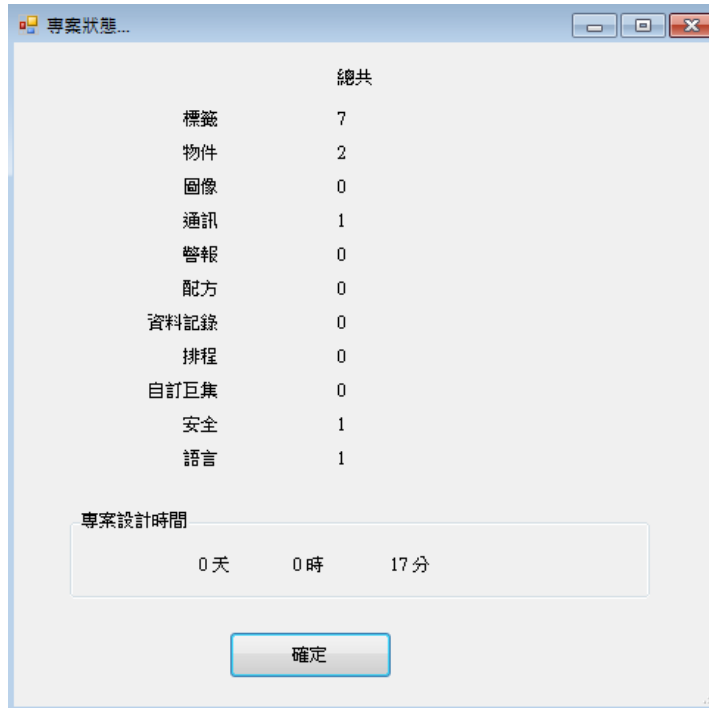 專案狀態...
總共
標籤 7
物件 2
圖像 0
通訊 1
警報 0
配方 0
資料記錄 0
排程 0
自訂巨集 0
安全 1
語言 1
專案設計時間
0 天 0 時 17 分
確定